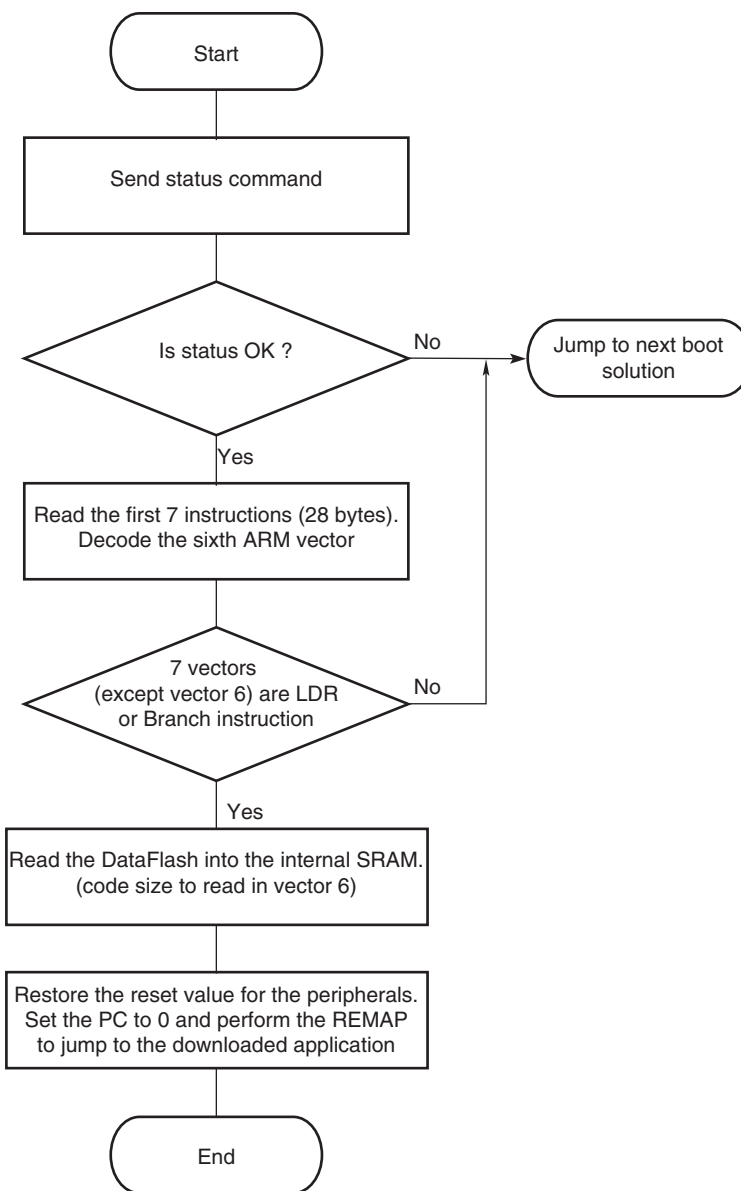 Start
Send status command
Is status OK ?
No
Jump to next boot
solution
Yes
Read the first 7 instructions (28 bytes).
Decode the sixth ARM vector
7 vectors
(except vector 6) are LDR
or Branch instruction
No
Yes
Read the DataFlash into the internal SRAM.
(code size to read in vector 6)
Restore the reset value for the peripherals.
Set the PC to 0 and perform the REMAP
to jump to the downloaded application
End